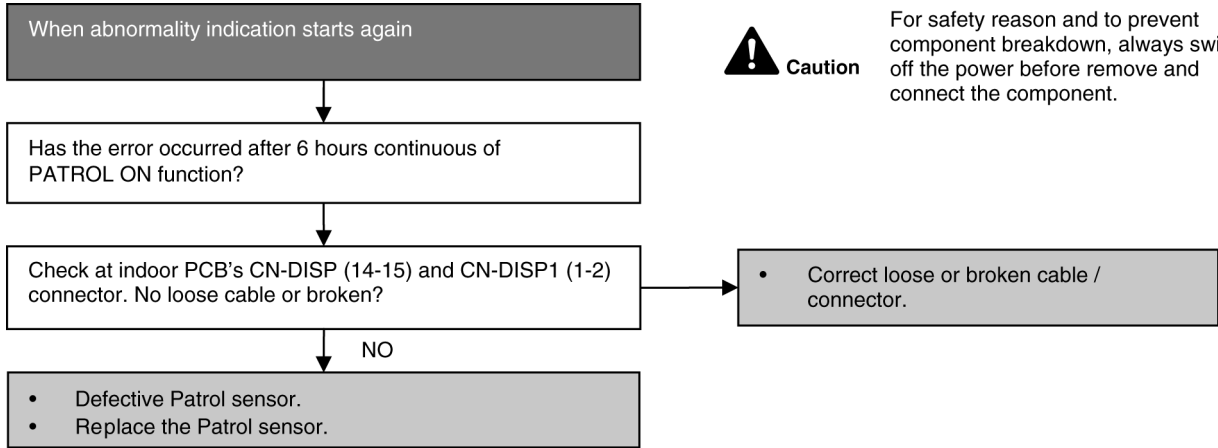 When abnormality indication starts again
Caution
For safety reason and to prevent
component breakdown, always swi
off the power before remove and
connect the component.
Has the error occurred after 6 hours continuous of
PATROL ON function?
Check at indoor PCB's CN-DISP (14-15) and CN-DISP1 (1-2)
connector. No loose cable or broken?
• Correct loose or broken cable /
connector.
NO
• Defective Patrol sensor.
• Replace the Patrol sensor.